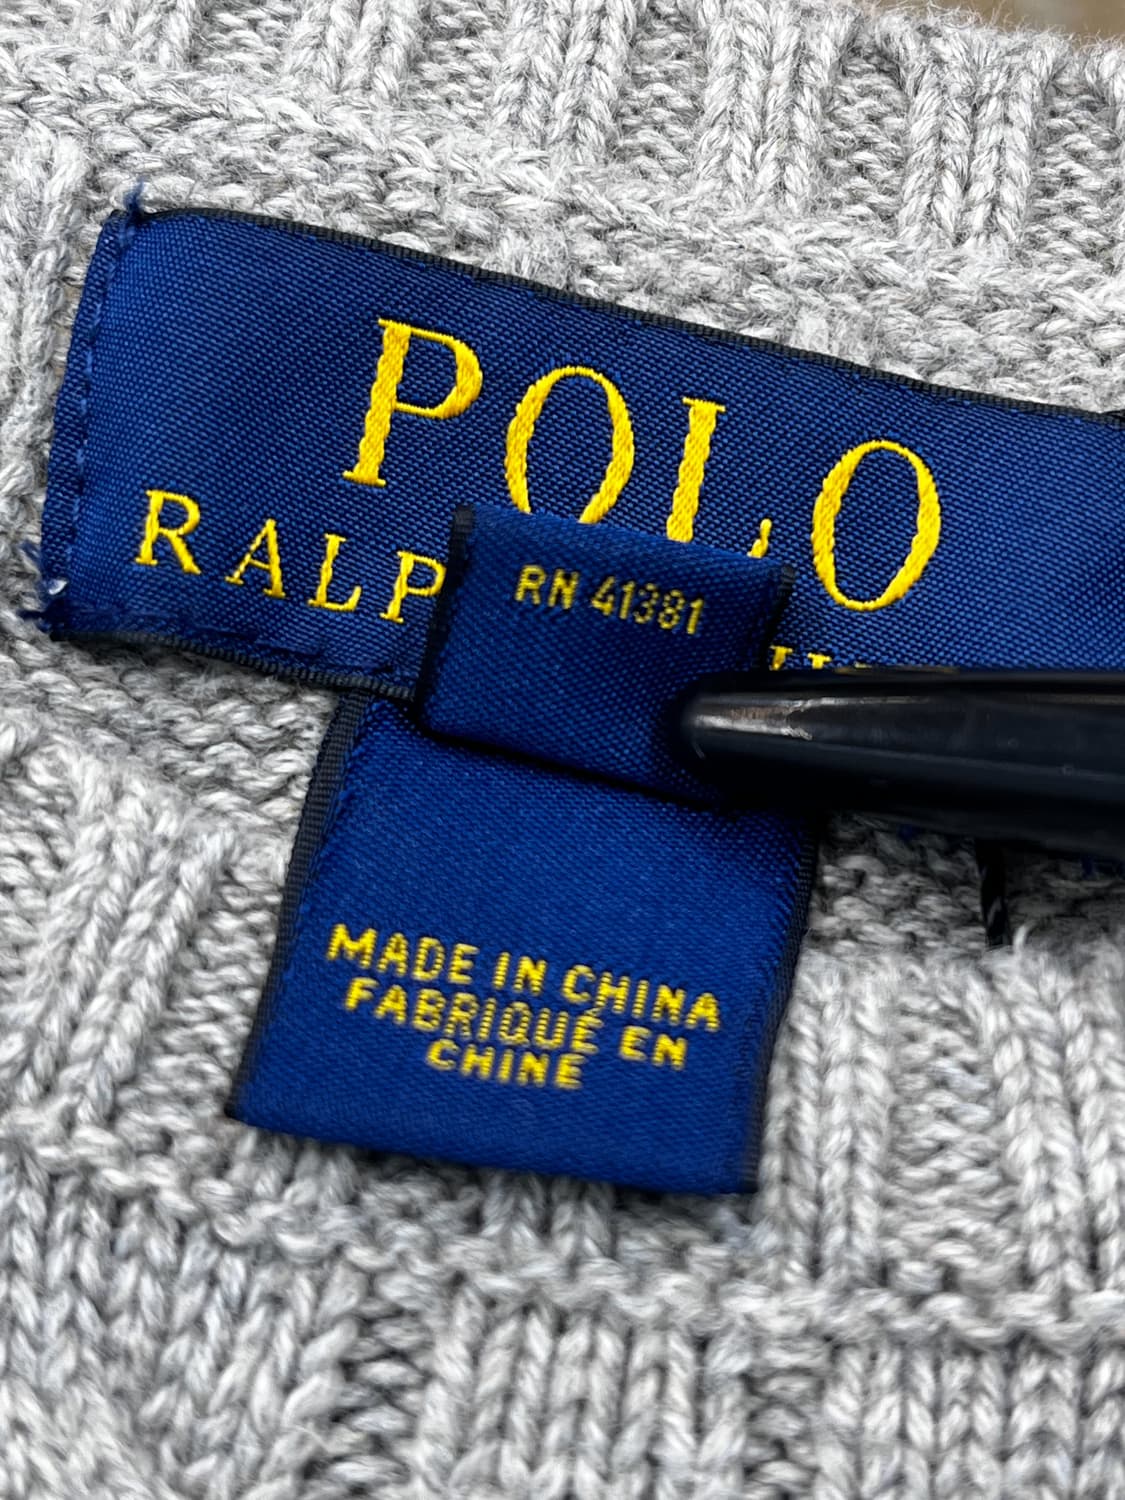 POLO
RALP
RN 41381
MADE IN CHINA
FABRIQUÉ EN
CHINE